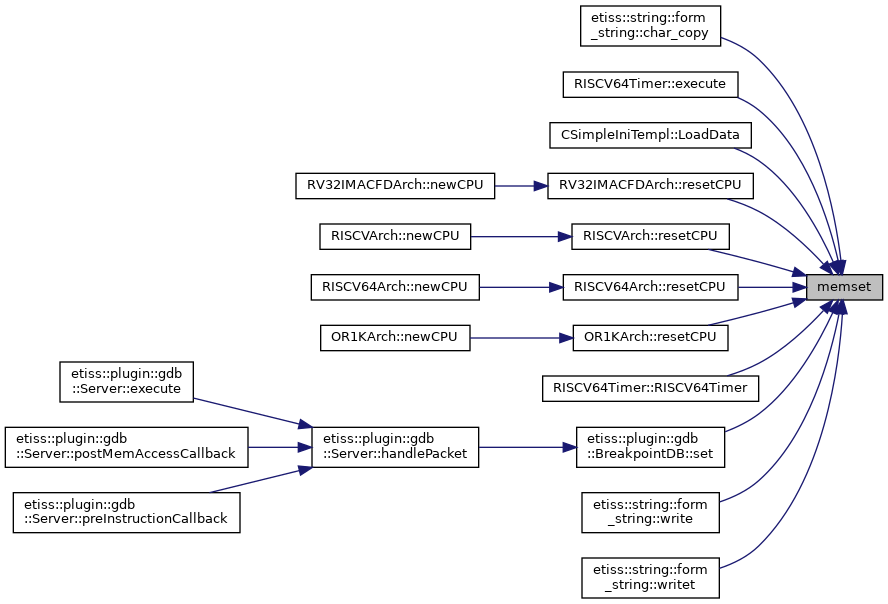 etiss::string::form
_string::char_copy
RISCV64Timer::execute
CSimpleIniTempl::LoadData
RV32IMACFDArch::newCPU
RV32IMACFDArch::resetCPU
RISCVArch::newCPU
RISCVArch::resetCPU
RISCV64Arch::newCPU
RISCV64Arch::resetCPU
memset
OR1KArch::newCPU
OR1KArch::resetCPU
etiss::plugin::gdb
::Server::execute
RISCV64Timer::RISCV64Timer
etiss::plugin::gdb
::Server::postMemAccessCallback
etiss::plugin::gdb
::Server::handlePacket
etiss::plugin::gdb
::BreakpointDB::set
etiss::plugin::gdb
::Server::preInstructionCallback
etiss::string::form
_string::write
etiss::string::form
_string::writet